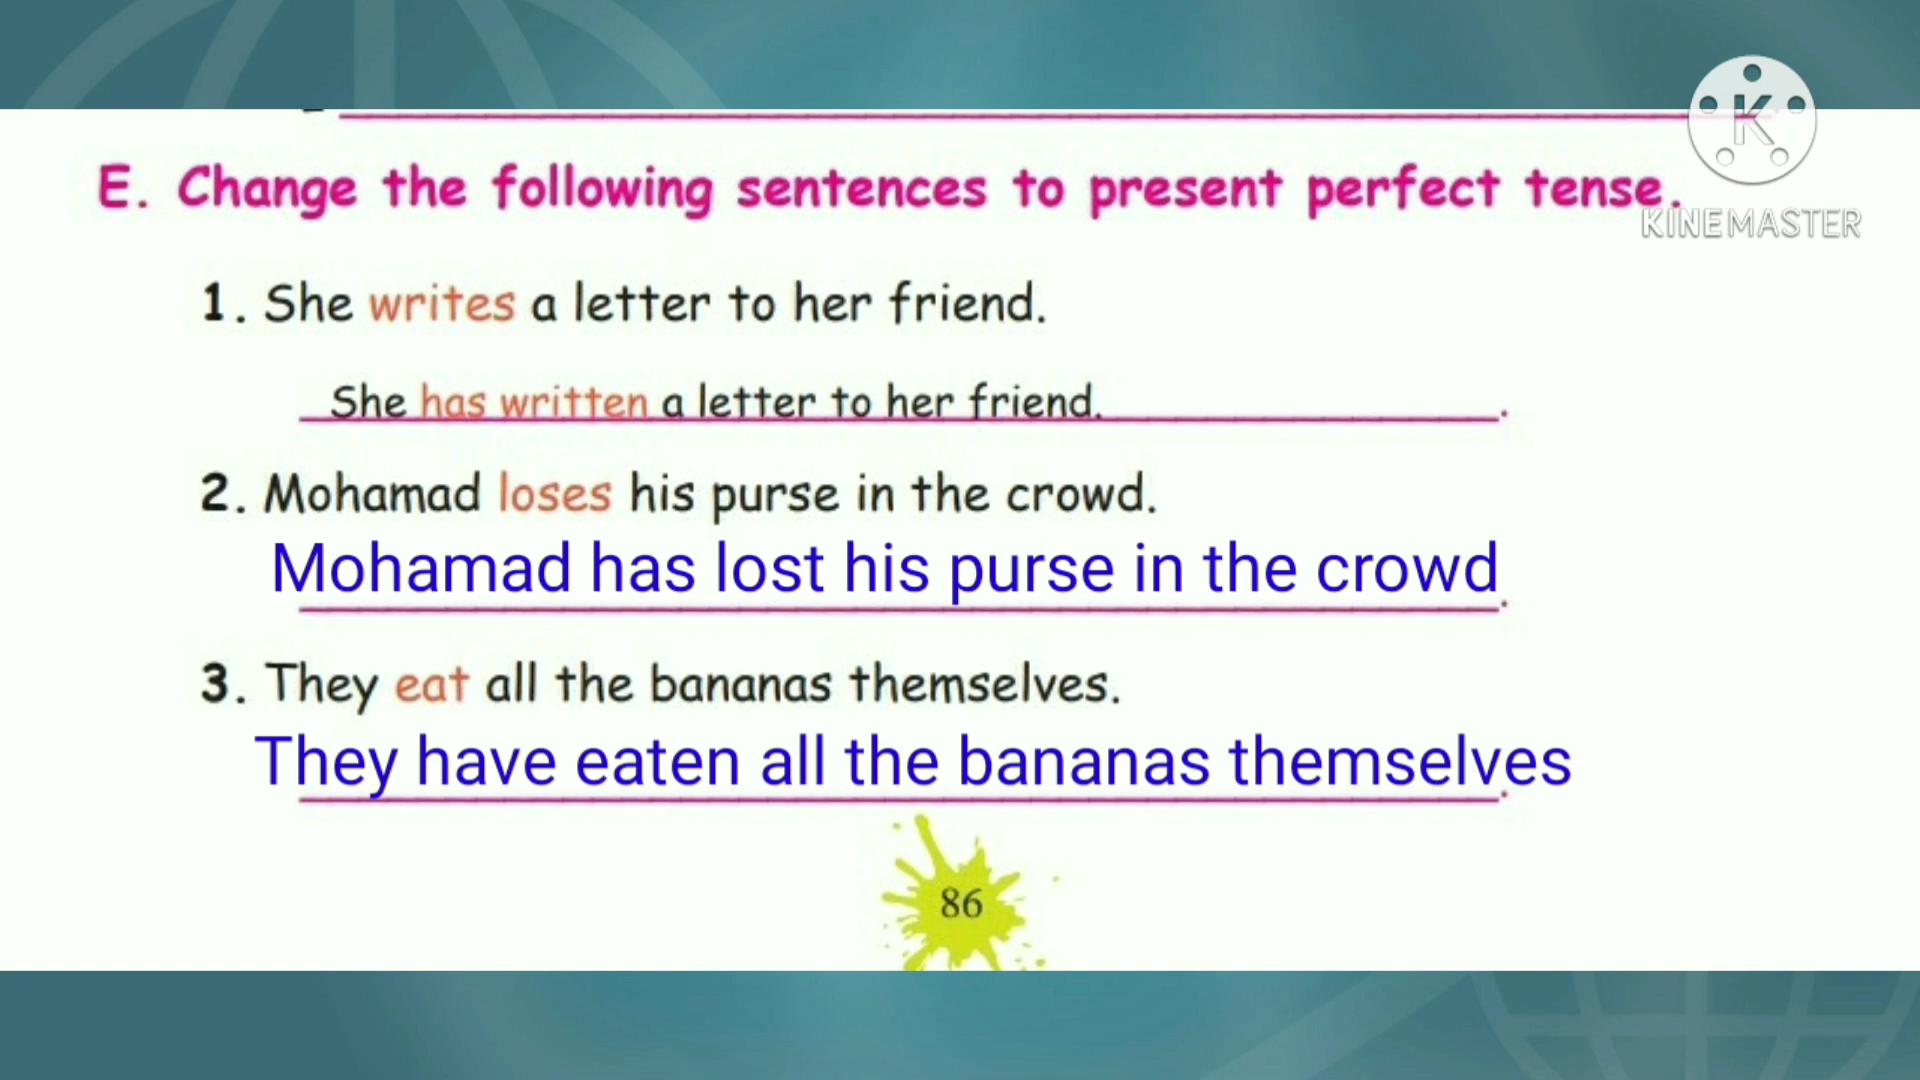 K
KINEMASTER
E. Change the following sentences to present perfect tense.
1. She writes a letter to her friend.
She has written a letter to her friend.
2. Mohamad loses his purse in the crowd.
Mohamad has lost his purse in the crowd.
3. They eat all the bananas themselves.
They have eaten all the bananas themselves.
86